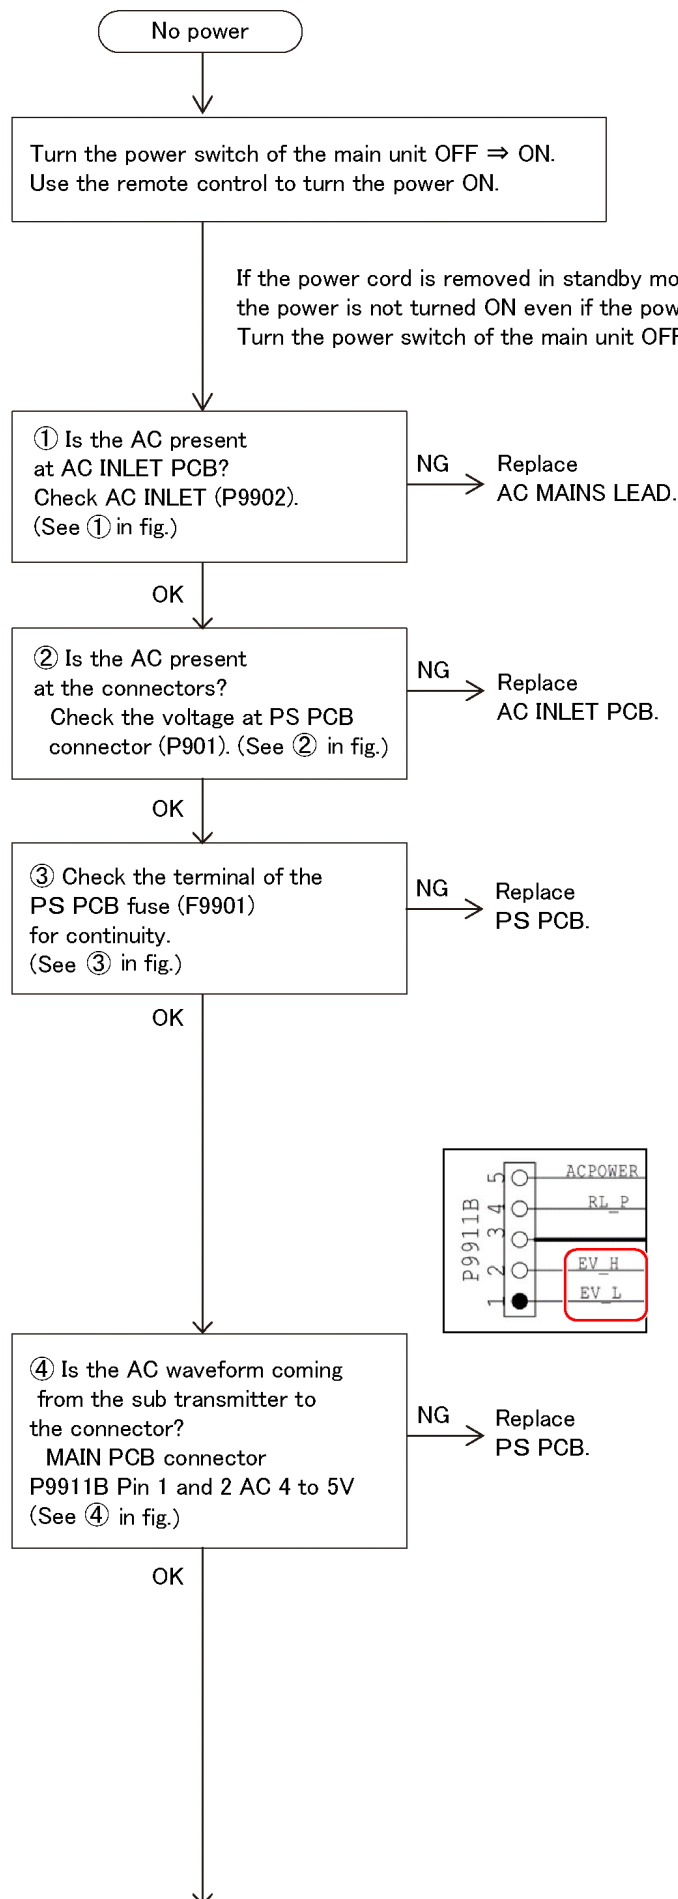 No power
Turn the power switch of the main unit OFF ⇒ ON.
Use the remote control to turn the power ON.
If the power cord is removed in standby mo
the power is not turned ON even if the pow
Turn the power switch of the main unit OFF
① Is the AC present
at AC INLET PCB?
Check AC INLET (P9902).
(See ① in fig.)
NG
Replace
AC MAINS LEAD.
OK
② Is the AC present
at the connectors?
Check the voltage at PS PCB
connector (P901). (See ② in fig.)
NG
Replace
AC INLET PCB.
OK
③ Check the terminal of the
PS PCB fuse (F9901)
for continuity.
(See ③ in fig.)
NG
Replace
PS PCB.
OK
P9911B
5 ACPOWER
4 RL_P
3
2 EV_H
1 EV_L
④ Is the AC waveform coming
from the sub transmitter to
the connector?
MAIN PCB connector
P9911B Pin 1 and 2 AC 4 to 5V
(See ④ in fig.)
NG
Replace
PS PCB.
OK